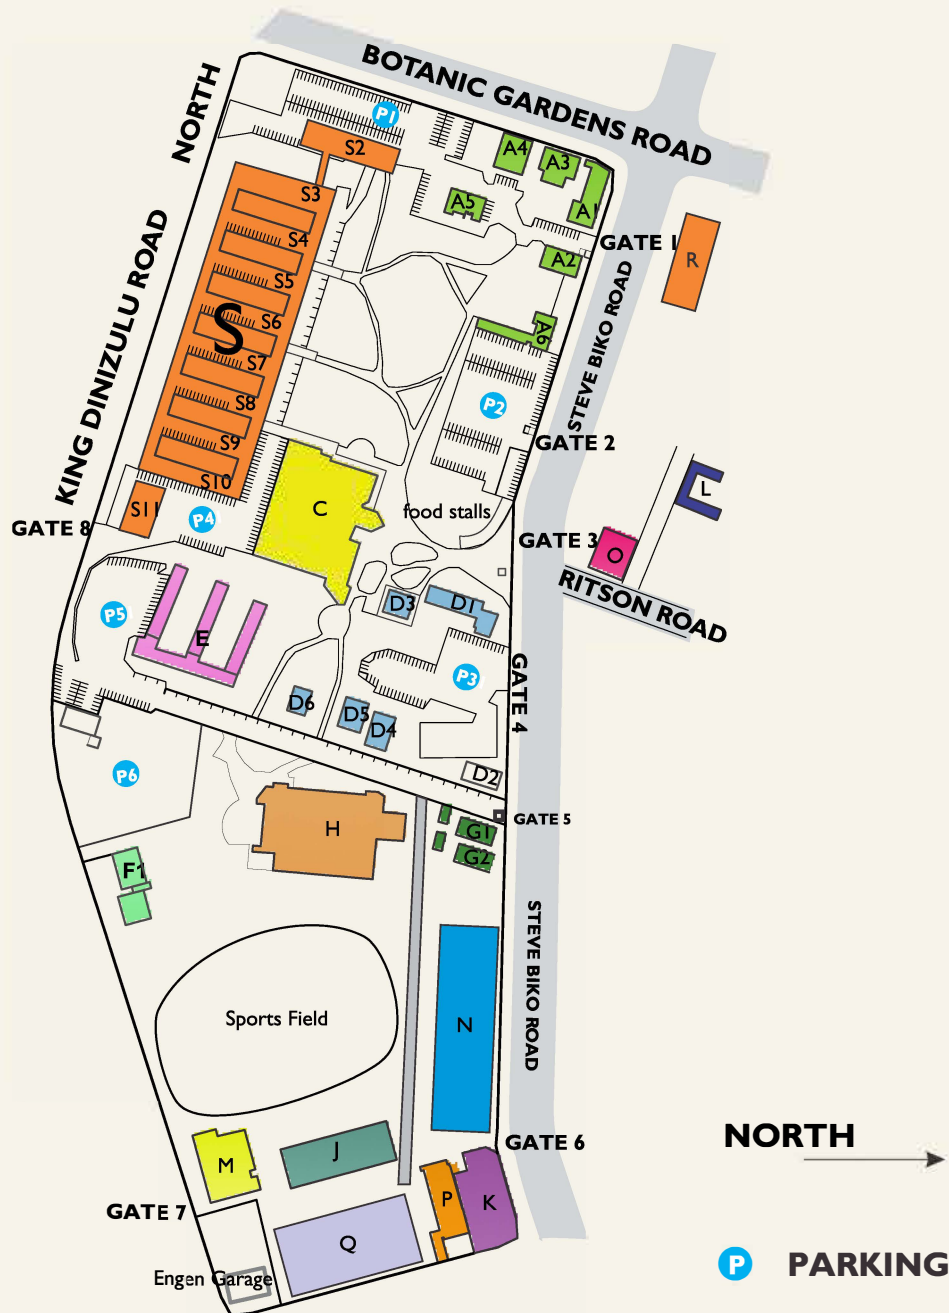 BOTANIC GARDENS ROAD
NORTH
P1
S2
A4
A3
S3
A5
A1
S4
GATE 1
A2
R
S5
S6
S
A6
S7
KING DINIZULU ROAD
STEVE BIKO ROAD
S8
P2
S9
GATE 2
S10
L
S11
P4
C
food stalls
GATE 8
GATE 3
O
RITSON ROAD
P5
D3
D1
E
P3
GATE 4
D6
D5
D4
P6
D2
GATE 5
H
G1
G2
F1
STEVE BIKO ROAD
Sports Field
N
NORTH
GATE 6
J
M
P
K
GATE 7
Q
Engen Garage
P PARKING